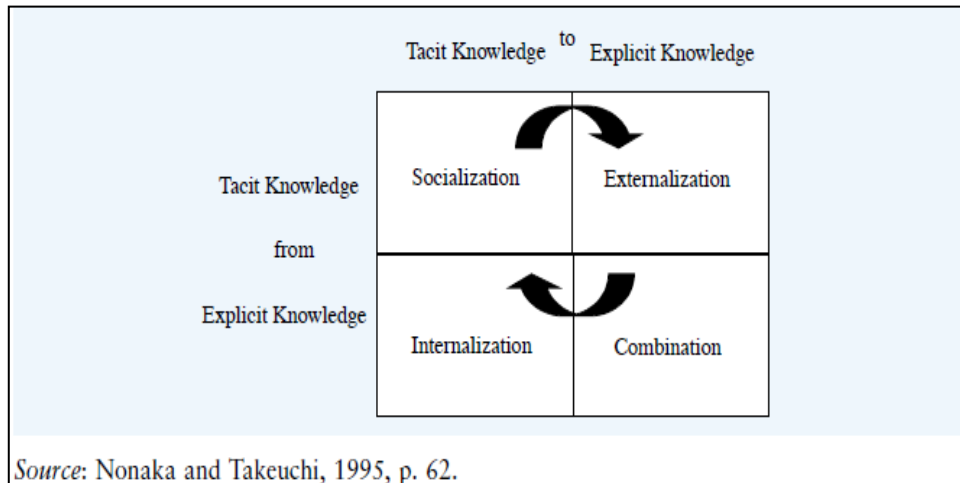 Tacit Knowledge to Explicit Knowledge
Socialization Externalization
Tacit Knowledge
from
Explicit Knowledge
Internalization Combination
Source: Nonaka and Takeuchi, 1995, p. 62.